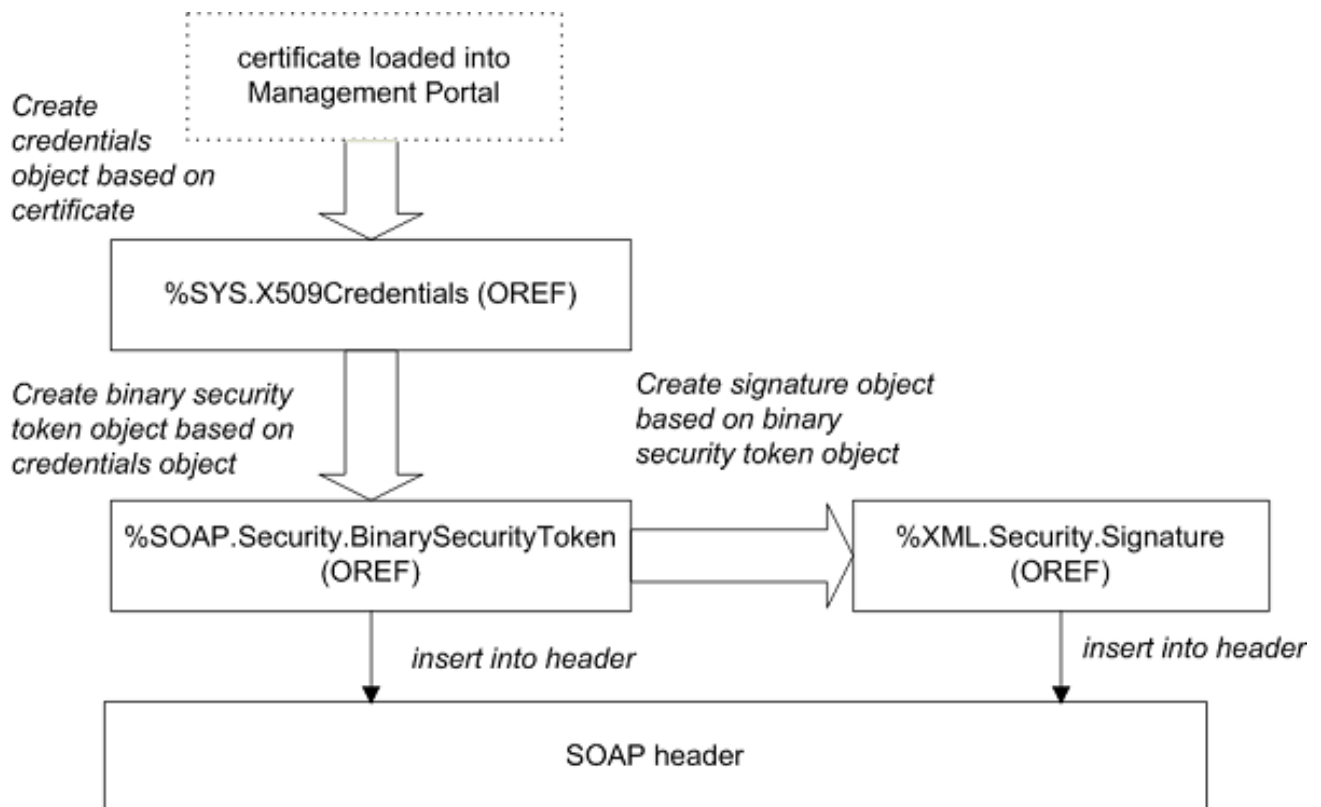 certificate loaded into
Management Portal
Create
credentials
object based on
certificate
%SYS.X509Credentials (OREF)
Create binary security
token object based on
credentials object
Create signature object
based on binary
security token object
%SOAP.Security.BinarySecurityToken
(OREF)
%XML.Security.Signature
(OREF)
insert into header
insert into header
SOAP header